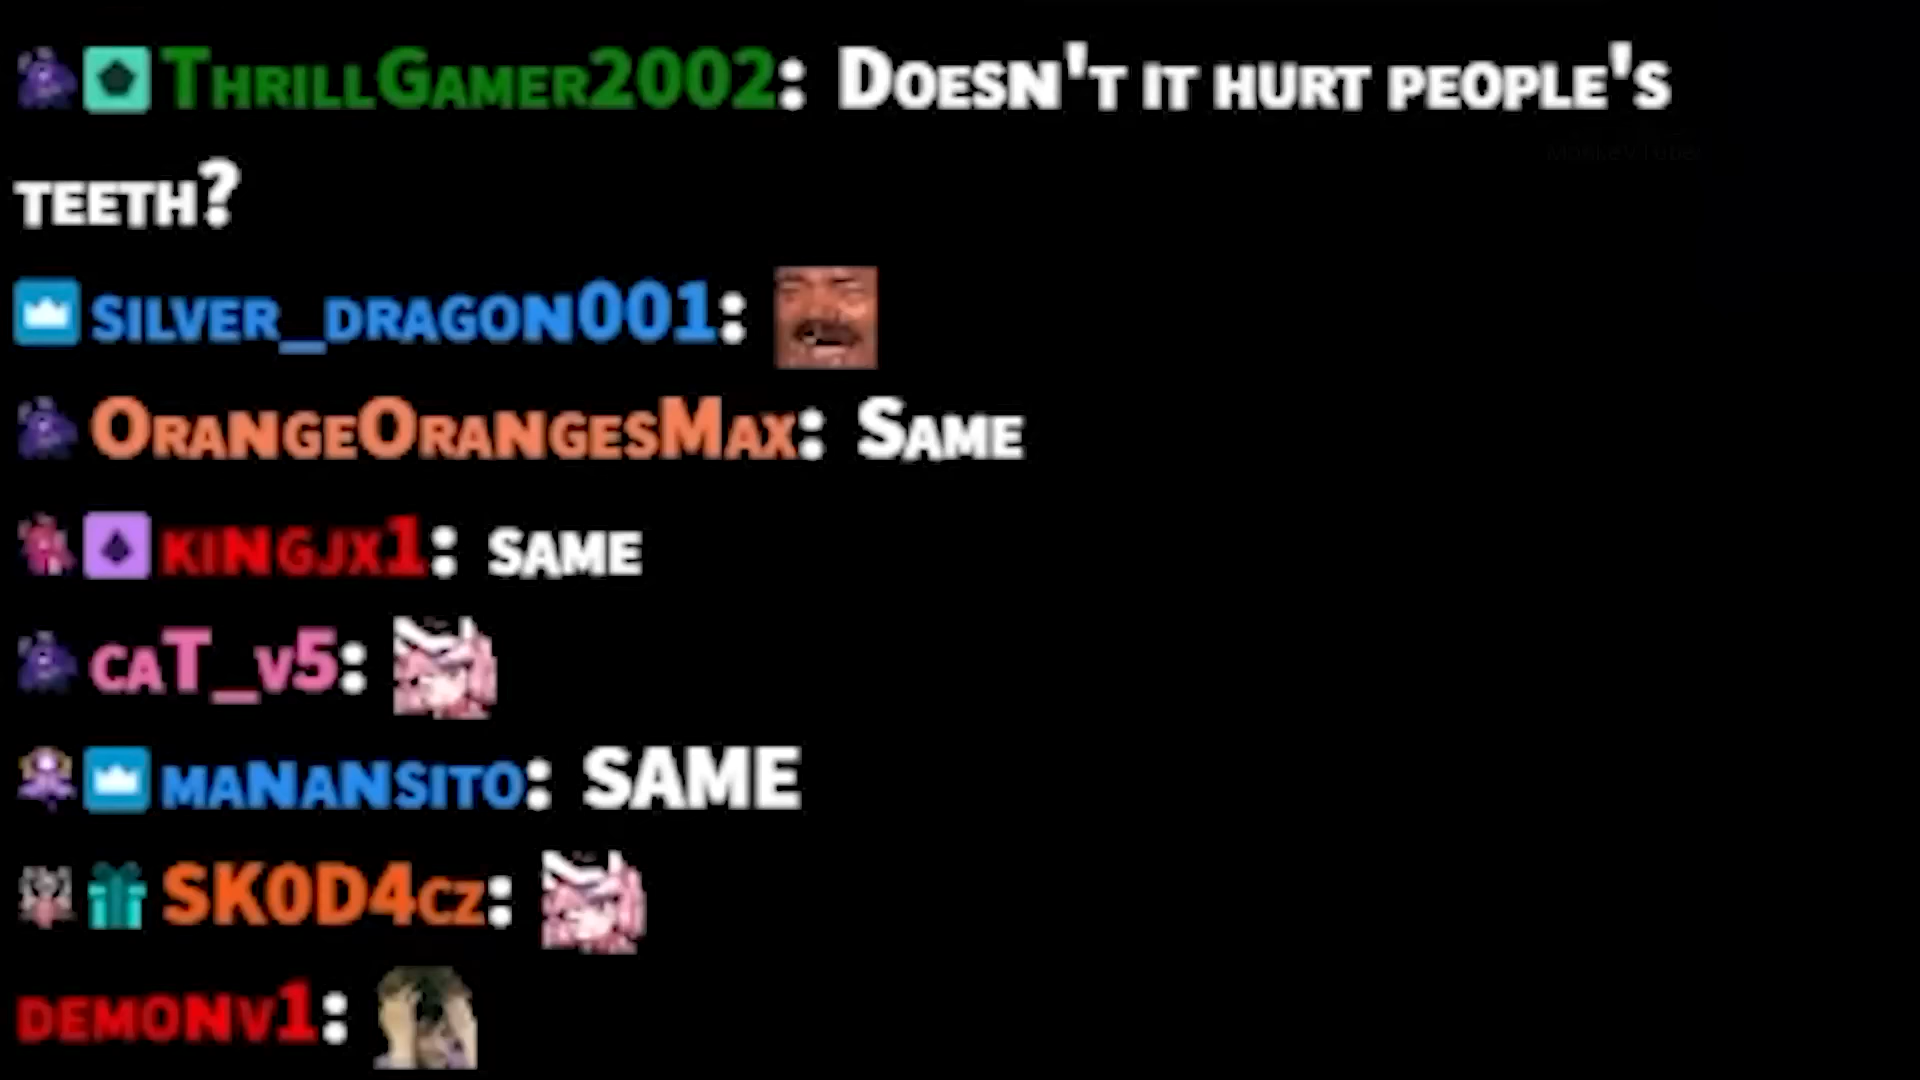 ThrillGamer2002: Doesn't it hurt people's
teeth?
silver_dragon001:
OrangeOrangesMax: Same
kingjx1: same
caT_v5:
manansito: SAME
SK0D4cz:
demonv1: